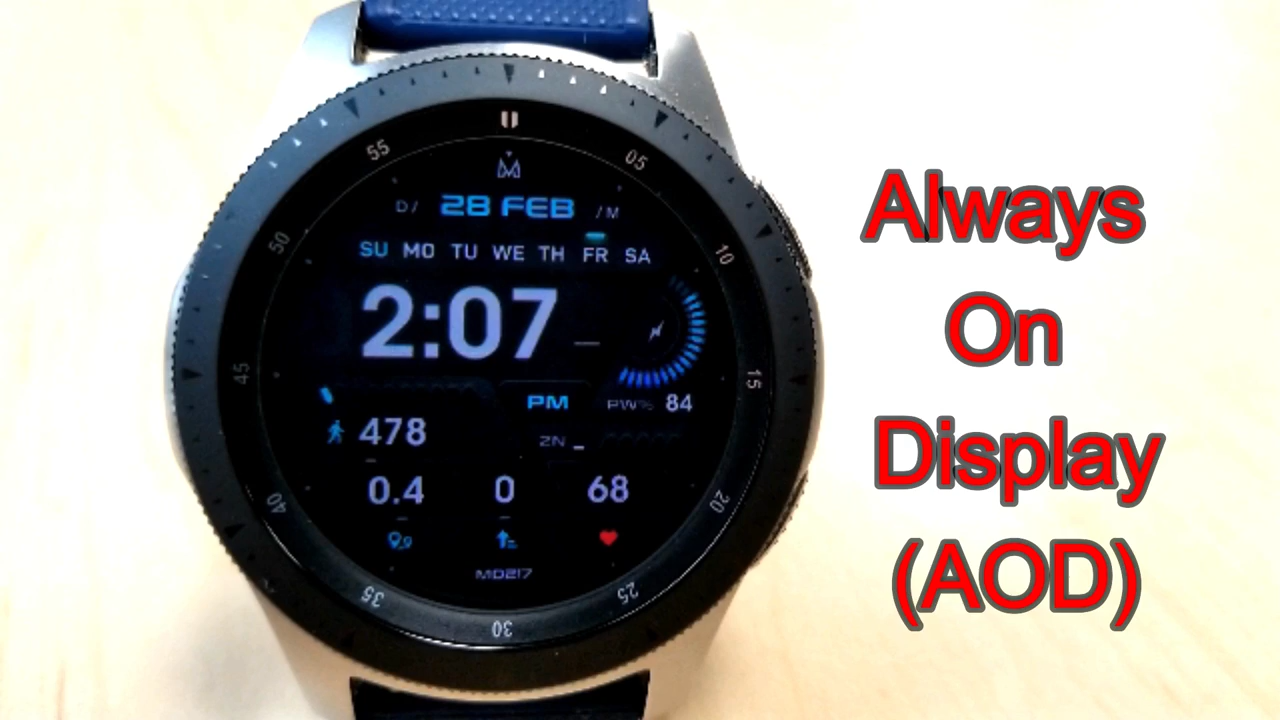 55
05
50
10
45
15
40
20
35
25
30
D/ 28 FEB /M
SU MO TU WE TH FR SA
2:07
PM
PW% 84
478
2N
0.4 0 68
MD217
Always
On
Display
(AOD)